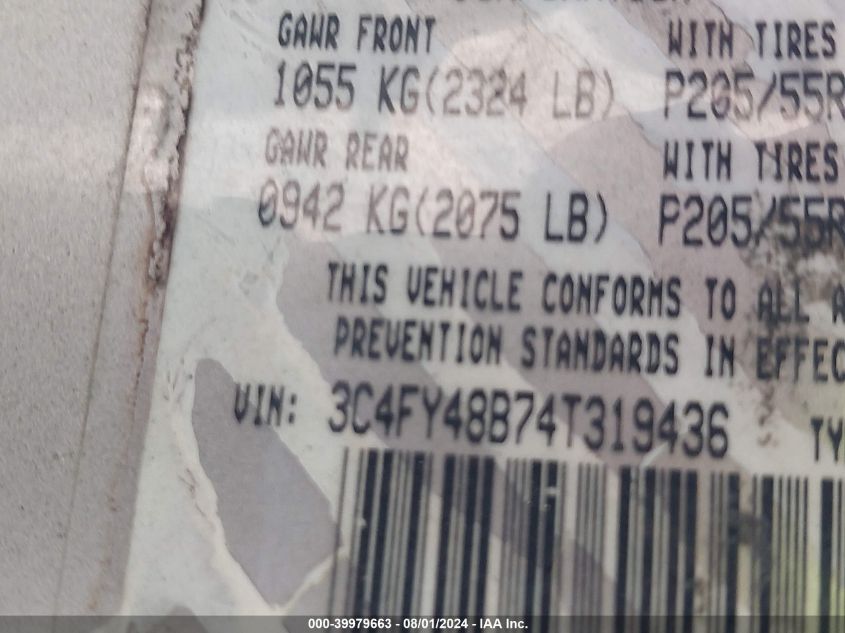 GAWR FRONT WITH TIRES
1055 KG(2324 LB) P205/55R
GAWR REAR WITH TIRES
0942 KG(2075 LB) P205/55R
THIS VEHICLE CONFORMS TO ALL A
PREVENTION STANDARDS IN EFFEC
VIN: 3C4FY48B74T319436 TY
000-39979663 - 08/01/2024 - IAA Inc.